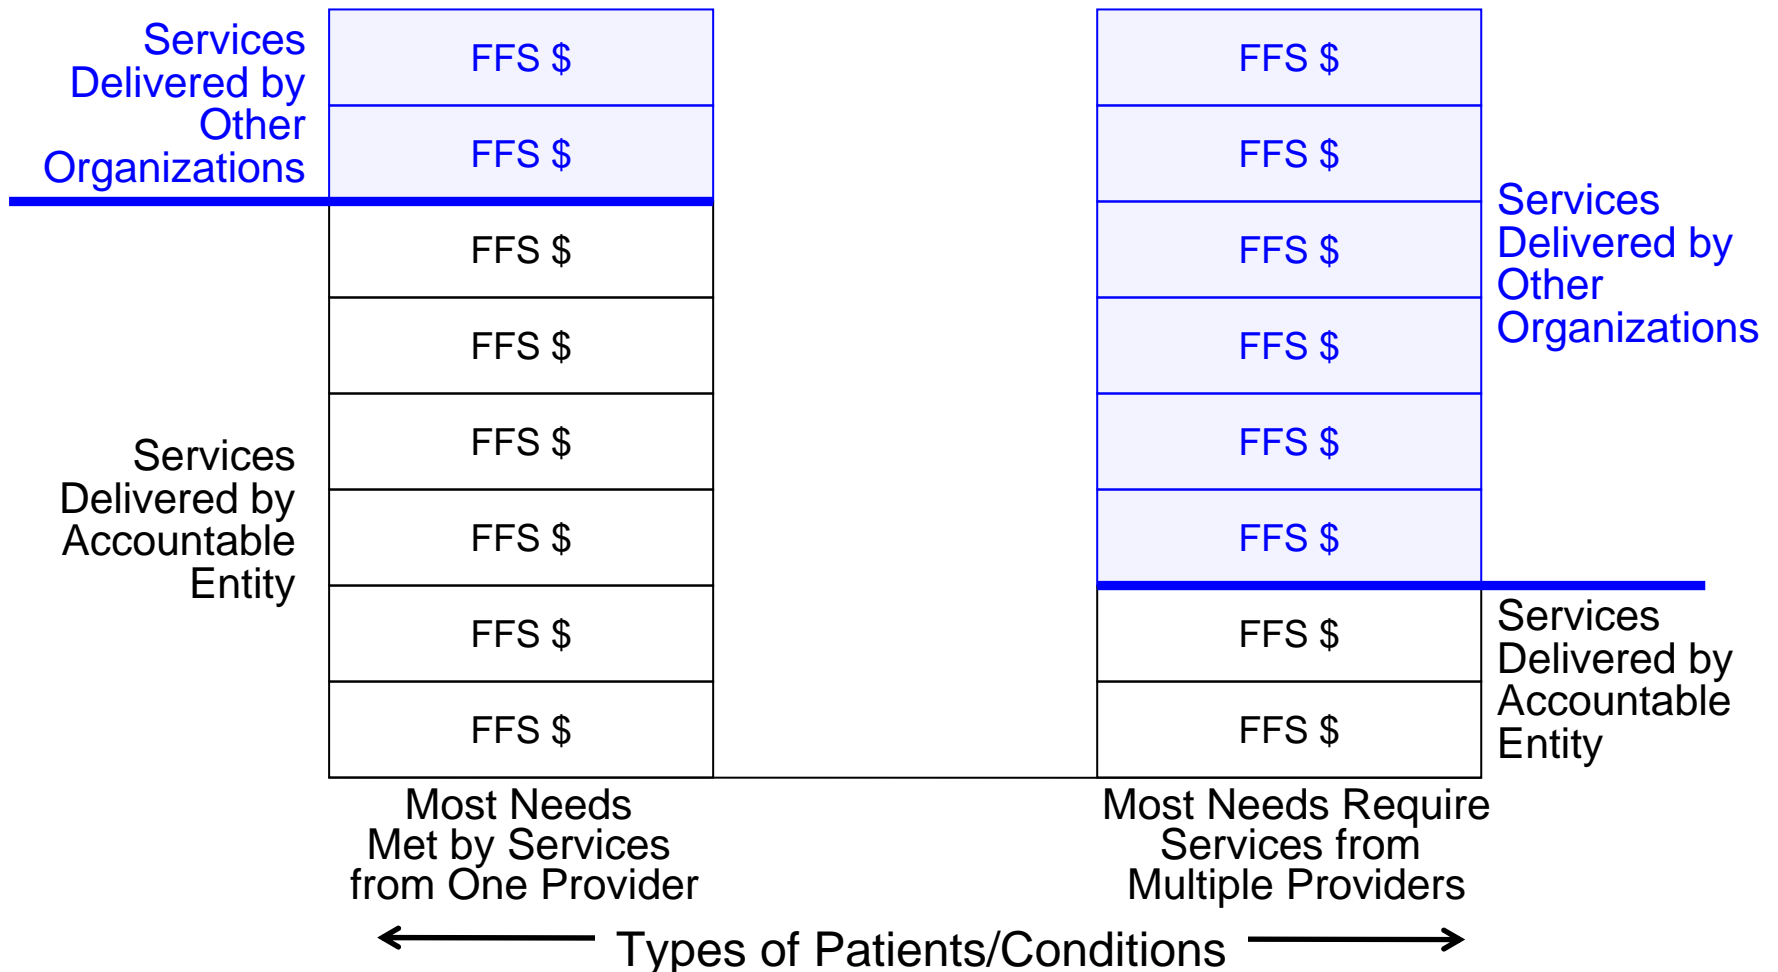 Services
Delivered by
Other
Organizations
Services
Delivered by
Accountable
Entity
FFS $
FFS $
FFS $
FFS $
FFS $
FFS $
FFS $
FFS $
Most Needs
Met by Services
from One Provider
FFS $
FFS $
FFS $
FFS $
FFS $
FFS $
FFS $
FFS $
Most Needs Require
Services from
Multiple Providers
Services
Delivered by
Other
Organizations
Services
Delivered by
Accountable
Entity
Types of Patients/Conditions